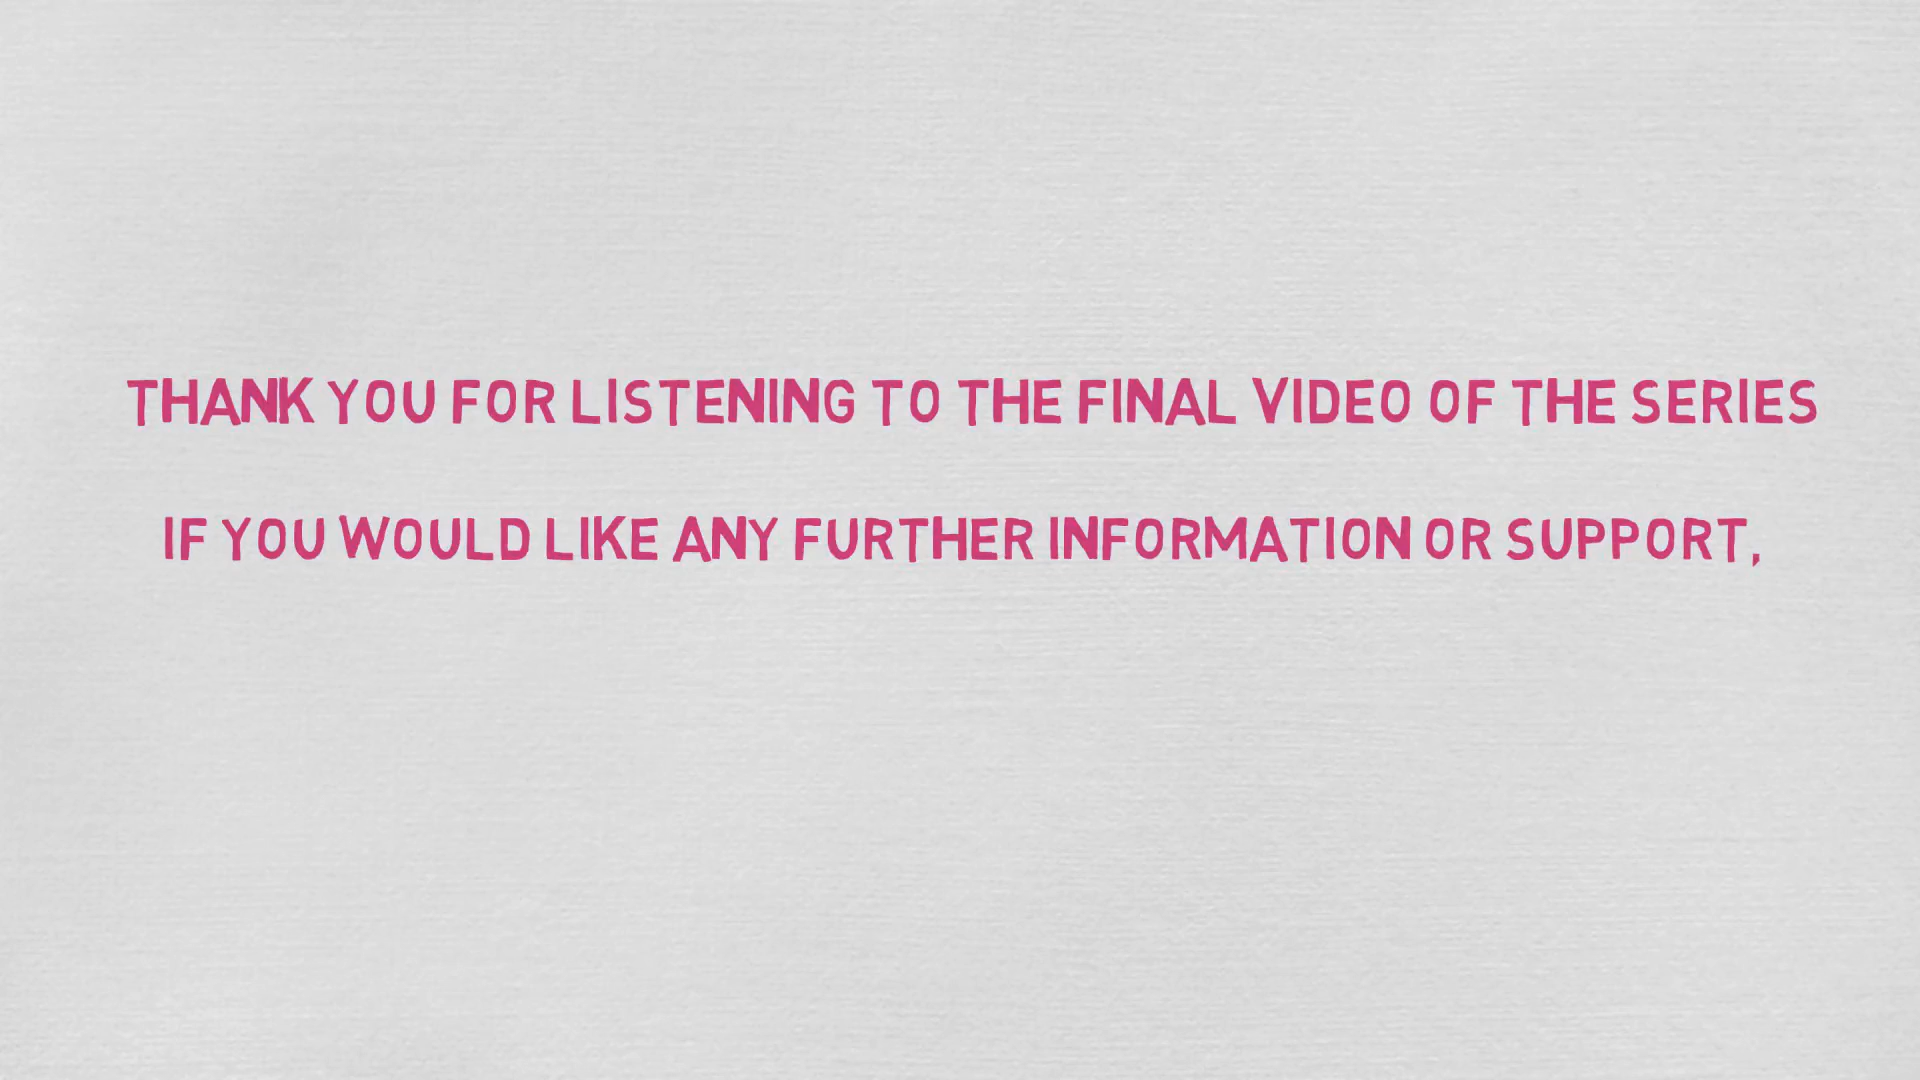 THANK YOU FOR LISTENING TO THE FINAL VIDEO OF THE SERIES
IF YOU WOULD LIKE ANY FURTHER INFORMATION OR SUPPORT,